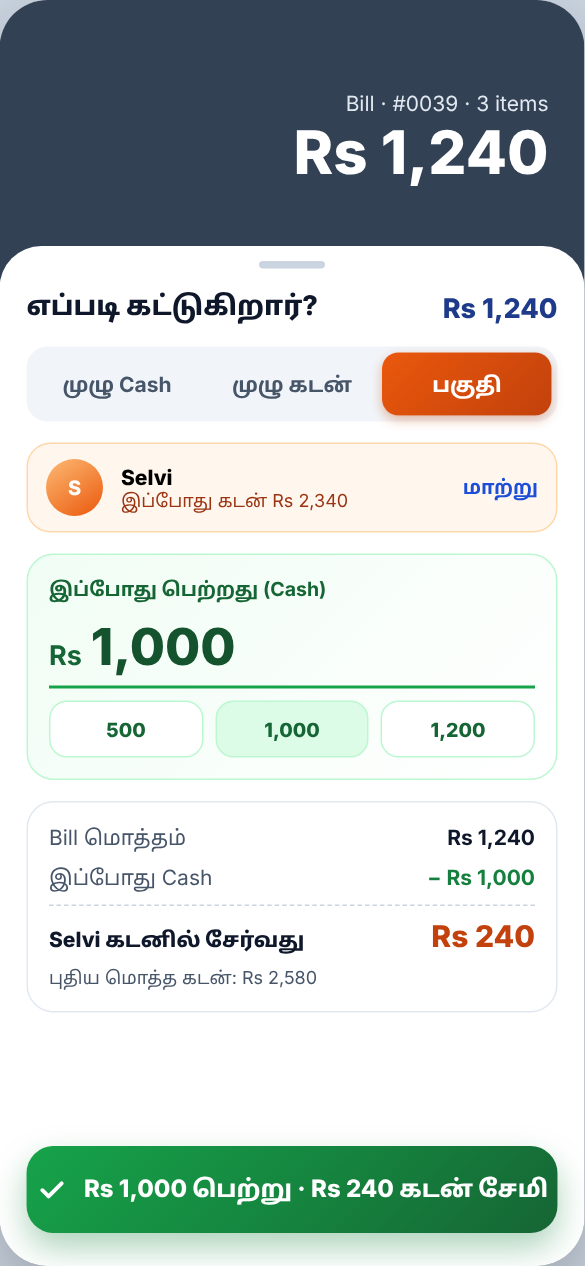 Bill · #0039 · 3 items
Rs 1,240
எப்படி கட்டுகிறார்? Rs 1,240
முழு Cash முழு கடன் பகுதி
S Selvi
இப்போது கடன் Rs 2,340 மாற்று
இப்போது பெற்றது (Cash)
Rs 1,000
500 1,000 1,200
Bill மொத்தம் Rs 1,240
இப்போது Cash – Rs 1,000
Selvi கடனில் சேர்வது Rs 240
புதிய மொத்த கடன்: Rs 2,580
✓ Rs 1,000 பெற்று · Rs 240 கடன் சேமி